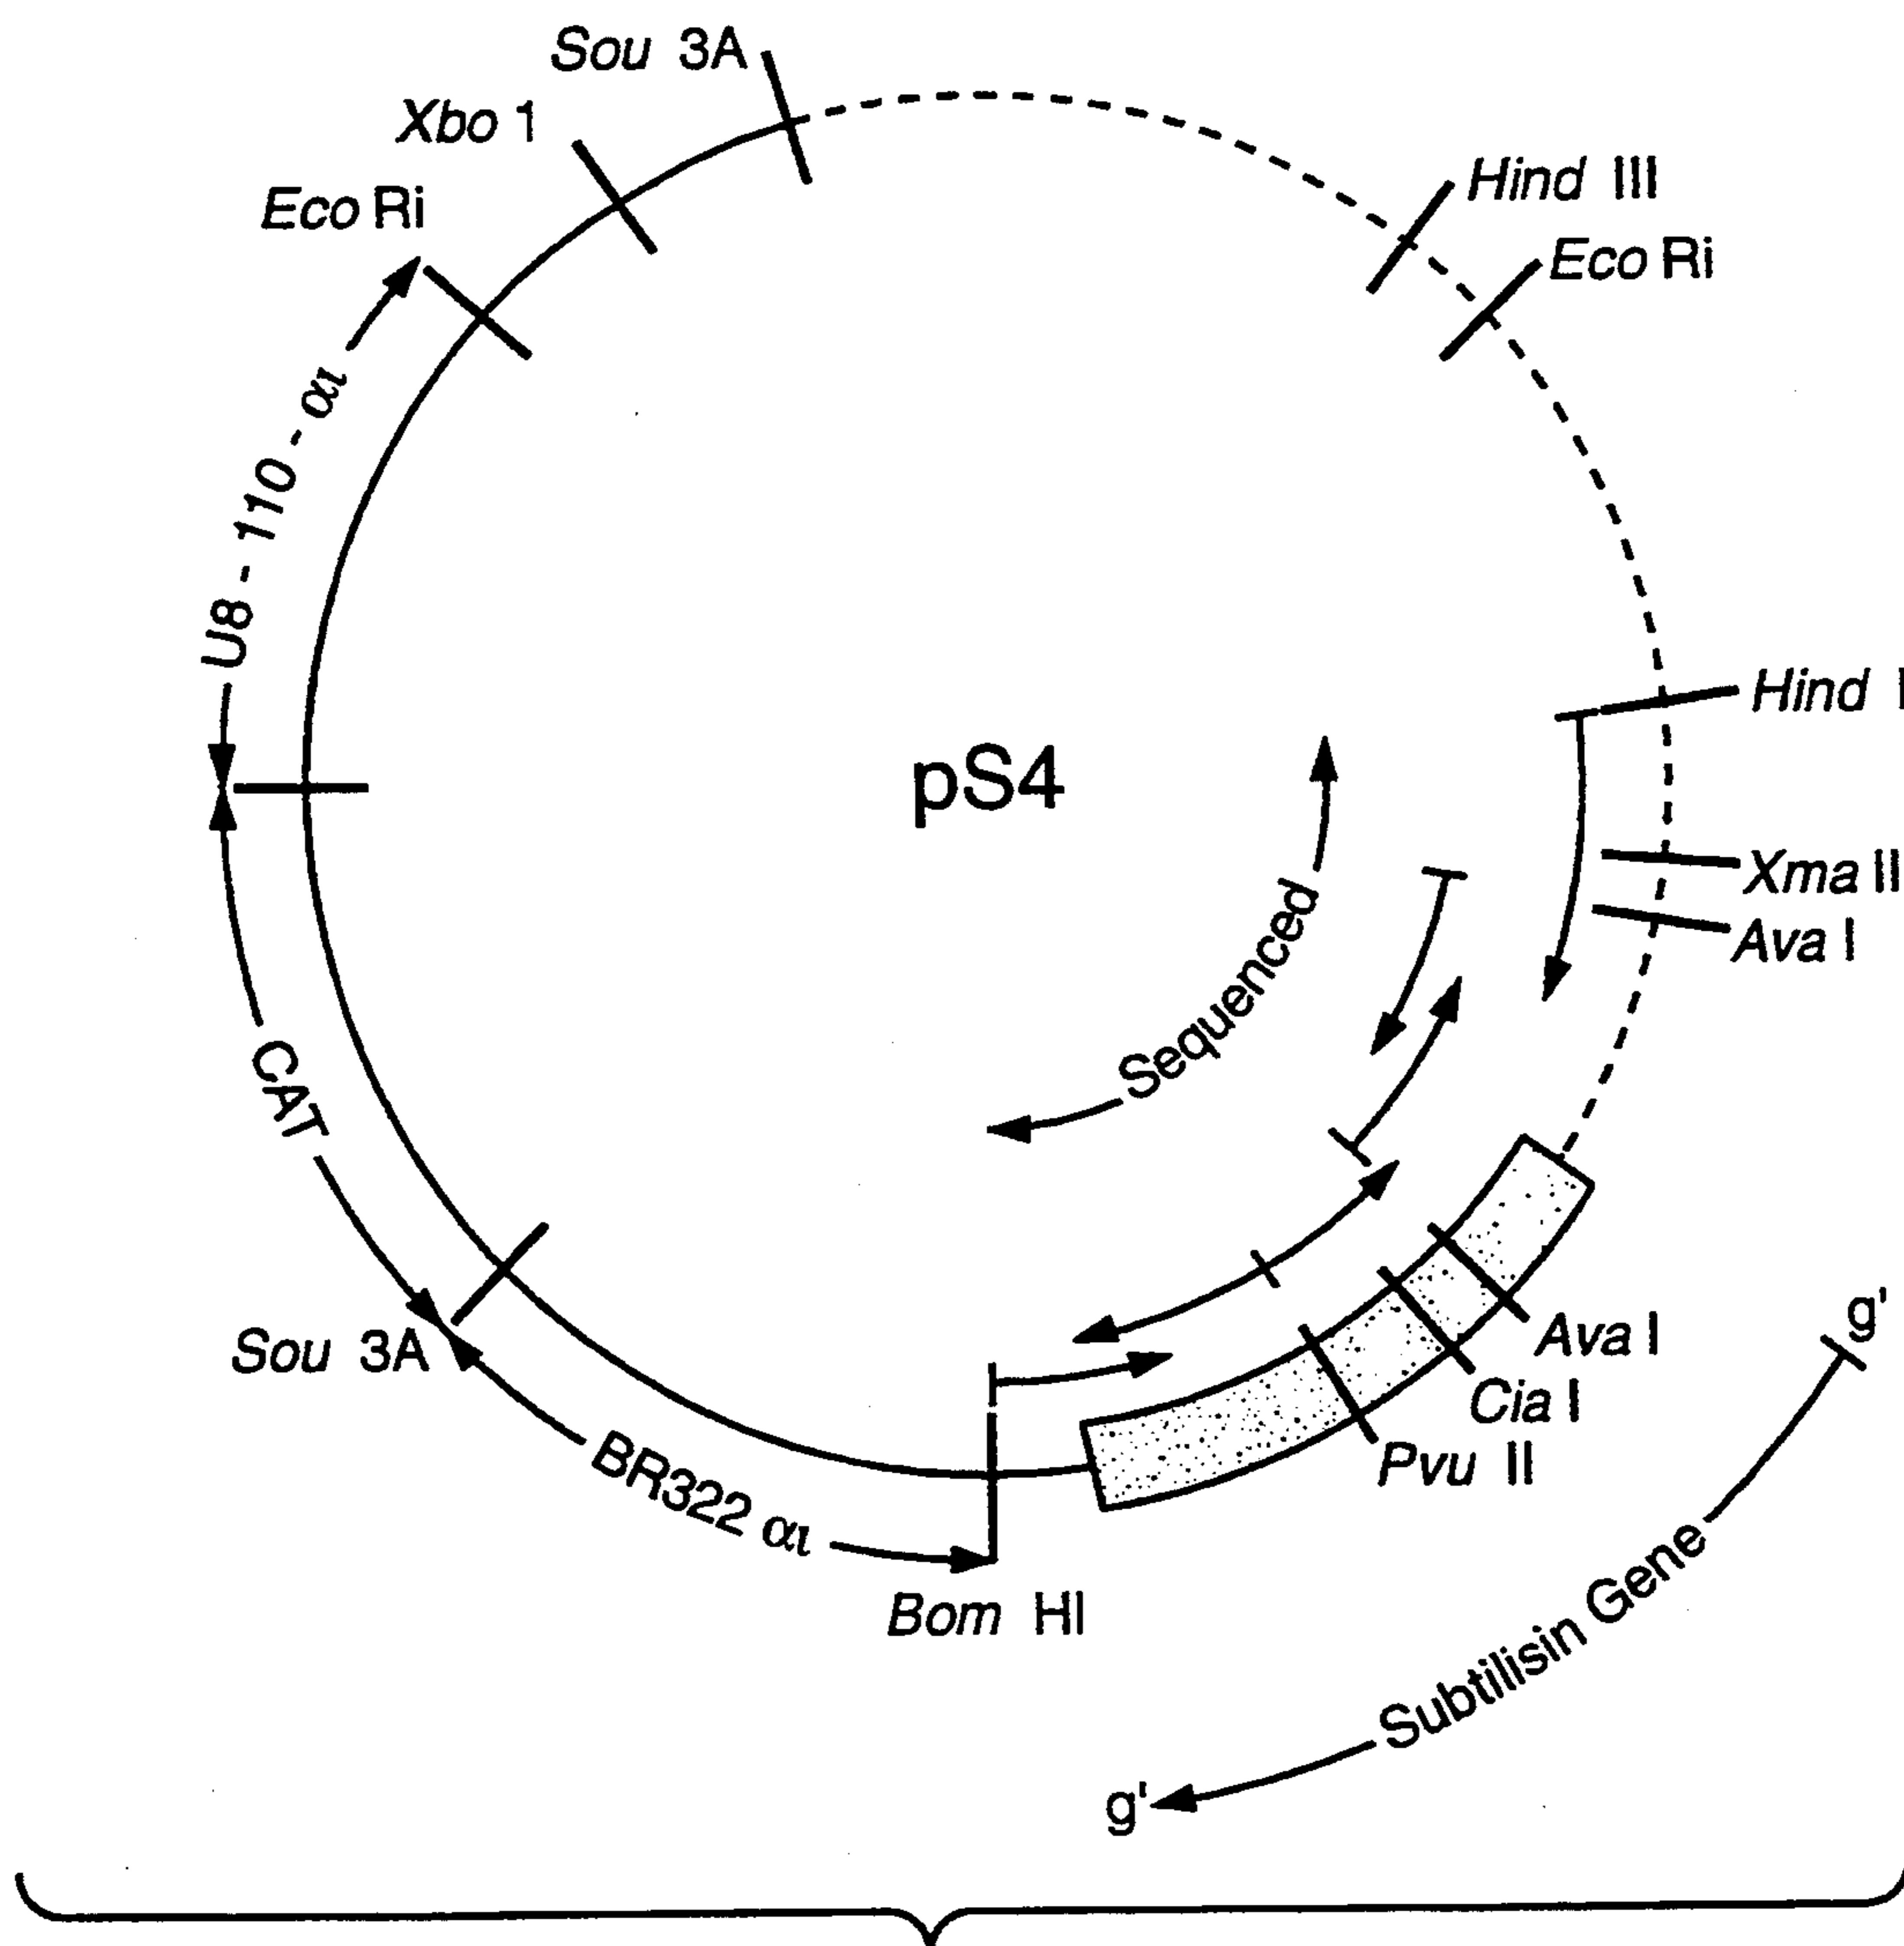 Sou 3A
Xbo 1
Eco Ri
Hind III
Eco Ri
U8 - 110 - αι
Hind
pS4
Xma II
Ava I
Sequenced
CAT
Sou 3A
Ava I
g'
Cia I
Pvu II
BR322 αι
Bom HI
Subtilisin Gene
g'